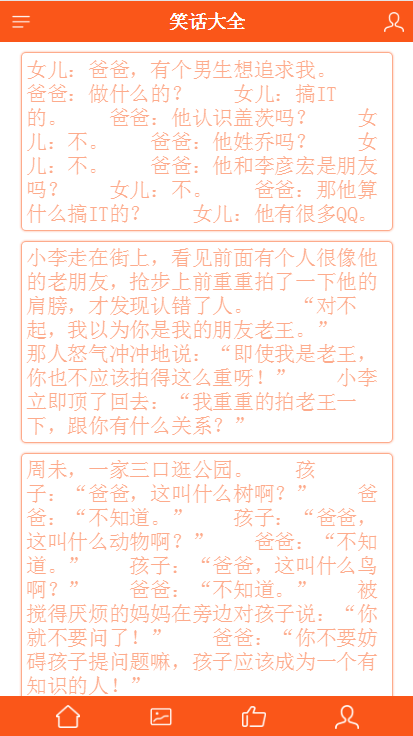 笑话大全
女儿：爸爸，有个男生想追求我。
爸爸：做什么的？　　女儿：搞IT
的。　　爸爸：他认识盖茨吗？　　女
儿：不。　　爸爸：他姓乔吗？　　女
儿：不。　　爸爸：他和李彦宏是朋友
吗？　　女儿：不。　　爸爸：那他算
什么搞IT的？　　女儿：他有很多QQ。
小李走在街上，看见前面有个人很像他
的老朋友，抢步上前重重拍了一下他的
肩膀，才发现认错了人。　　“对不
起，我以为你是我的朋友老王。”
那人怒气冲冲地说：“即使我是老王，
你也不应该拍得这么重呀！”　　小李
立即顶了回去：“我重重的拍老王一
下，跟你有什么关系？”
周未，一家三口逛公园。　　孩
子：“爸爸，这叫什么树啊？”　　爸
爸：“不知道。”　　孩子：“爸爸，
这叫什么动物啊？”　　爸爸：“不知
道。”　　孩子：“爸爸，这叫什么鸟
啊？”　　爸爸：“不知道。”　　被
搅得厌烦的妈妈在旁边对孩子说：“你
就不要问了！”　　爸爸：“你不要妨
碍孩子提问题嘛，孩子应该成为一个有
知识的人！”